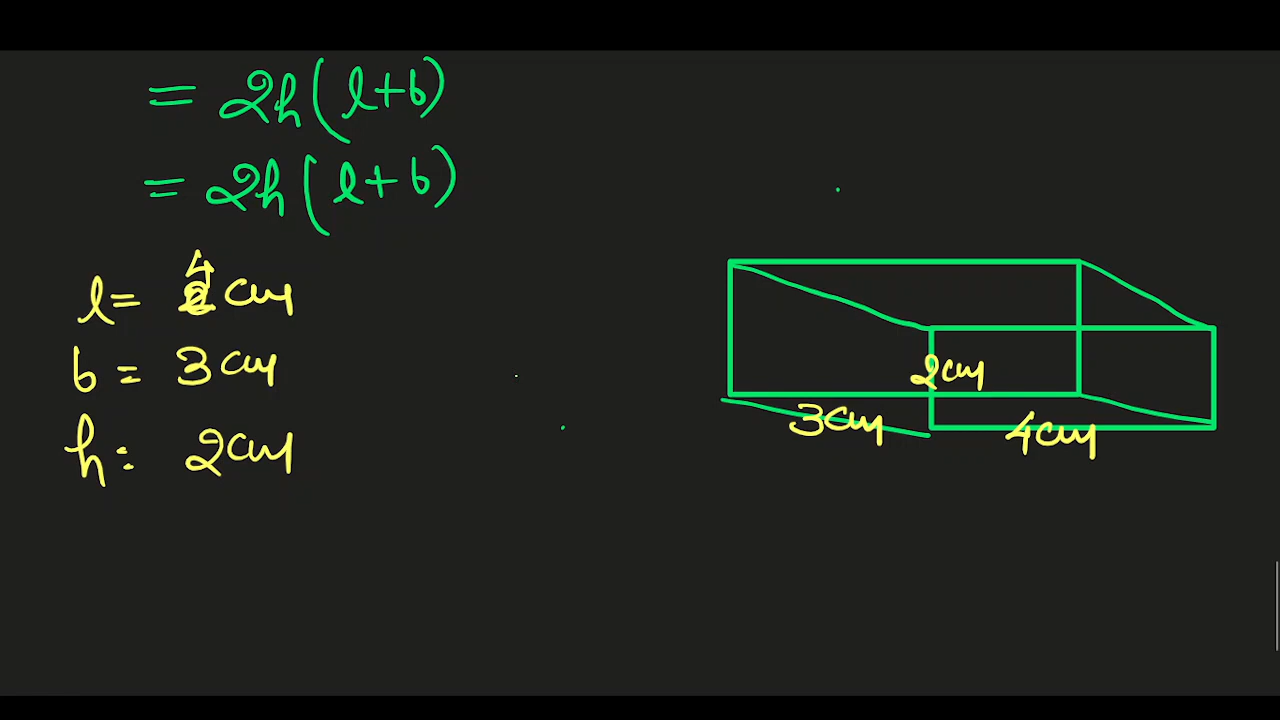 = 2h(l+b)
= 2h(l+b)
l= 4cm
b = 3cm
h= 2cm
2cm
3cm
4cm